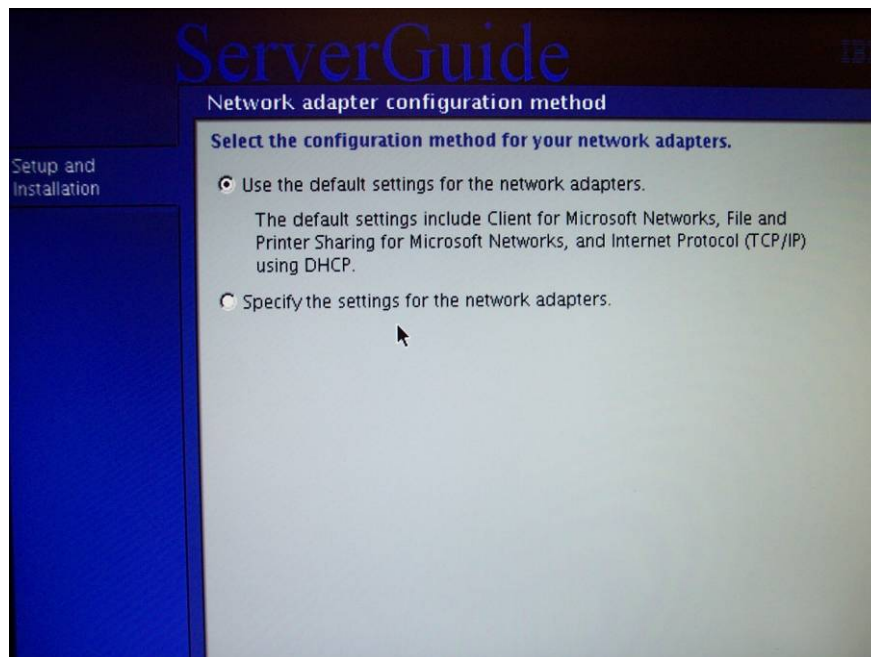 ServerGuide
Network adapter configuration method
Select the configuration method for your network adapters.
Setup and
Installation
Use the default settings for the network adapters.
The default settings include Client for Microsoft Networks, File and
Printer Sharing for Microsoft Networks, and Internet Protocol (TCP/IP)
using DHCP.
Specify the settings for the network adapters.